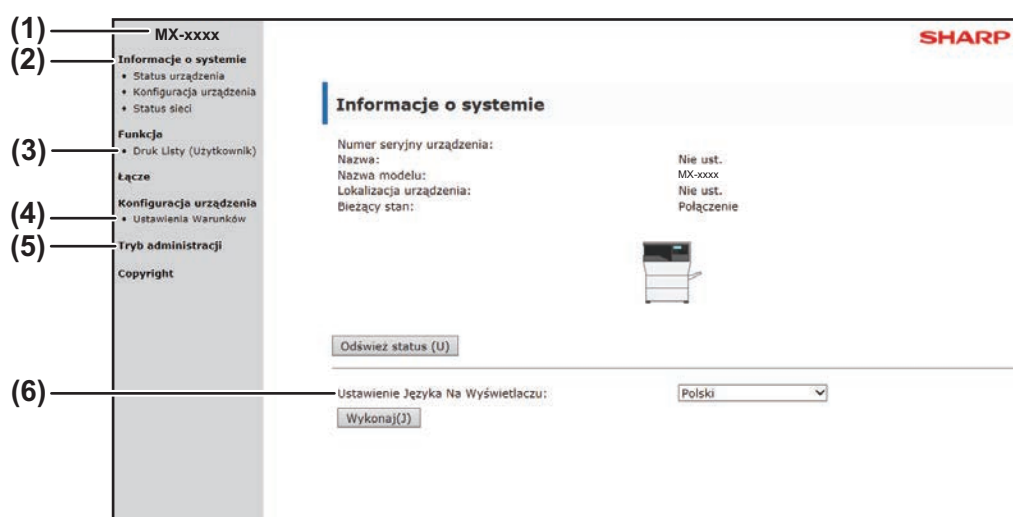 (1) MX-xxxx
SHARP
(2) Informacje o systemie
• Status urządzenia
• Konfiguracja urządzenia
• Status sieci
Funkcja
(3) • Druk Listy (Użytkownik)
Łącze
Konfiguracja urządzenia
(4) • Ustawienia Warunków
(5) Tryb administracji
Copyright
Informacje o systemie
Numer seryjny urządzenia:
Nazwa: Nie ust.
Nazwa modelu: MX-xxxx
Lokalizacja urządzenia: Nie ust.
Bieżący stan: Połączenie
Odśwież status (U)
(6) Ustawienie Języka Na Wyświetlaczu: Polski
Wykonaj(J)